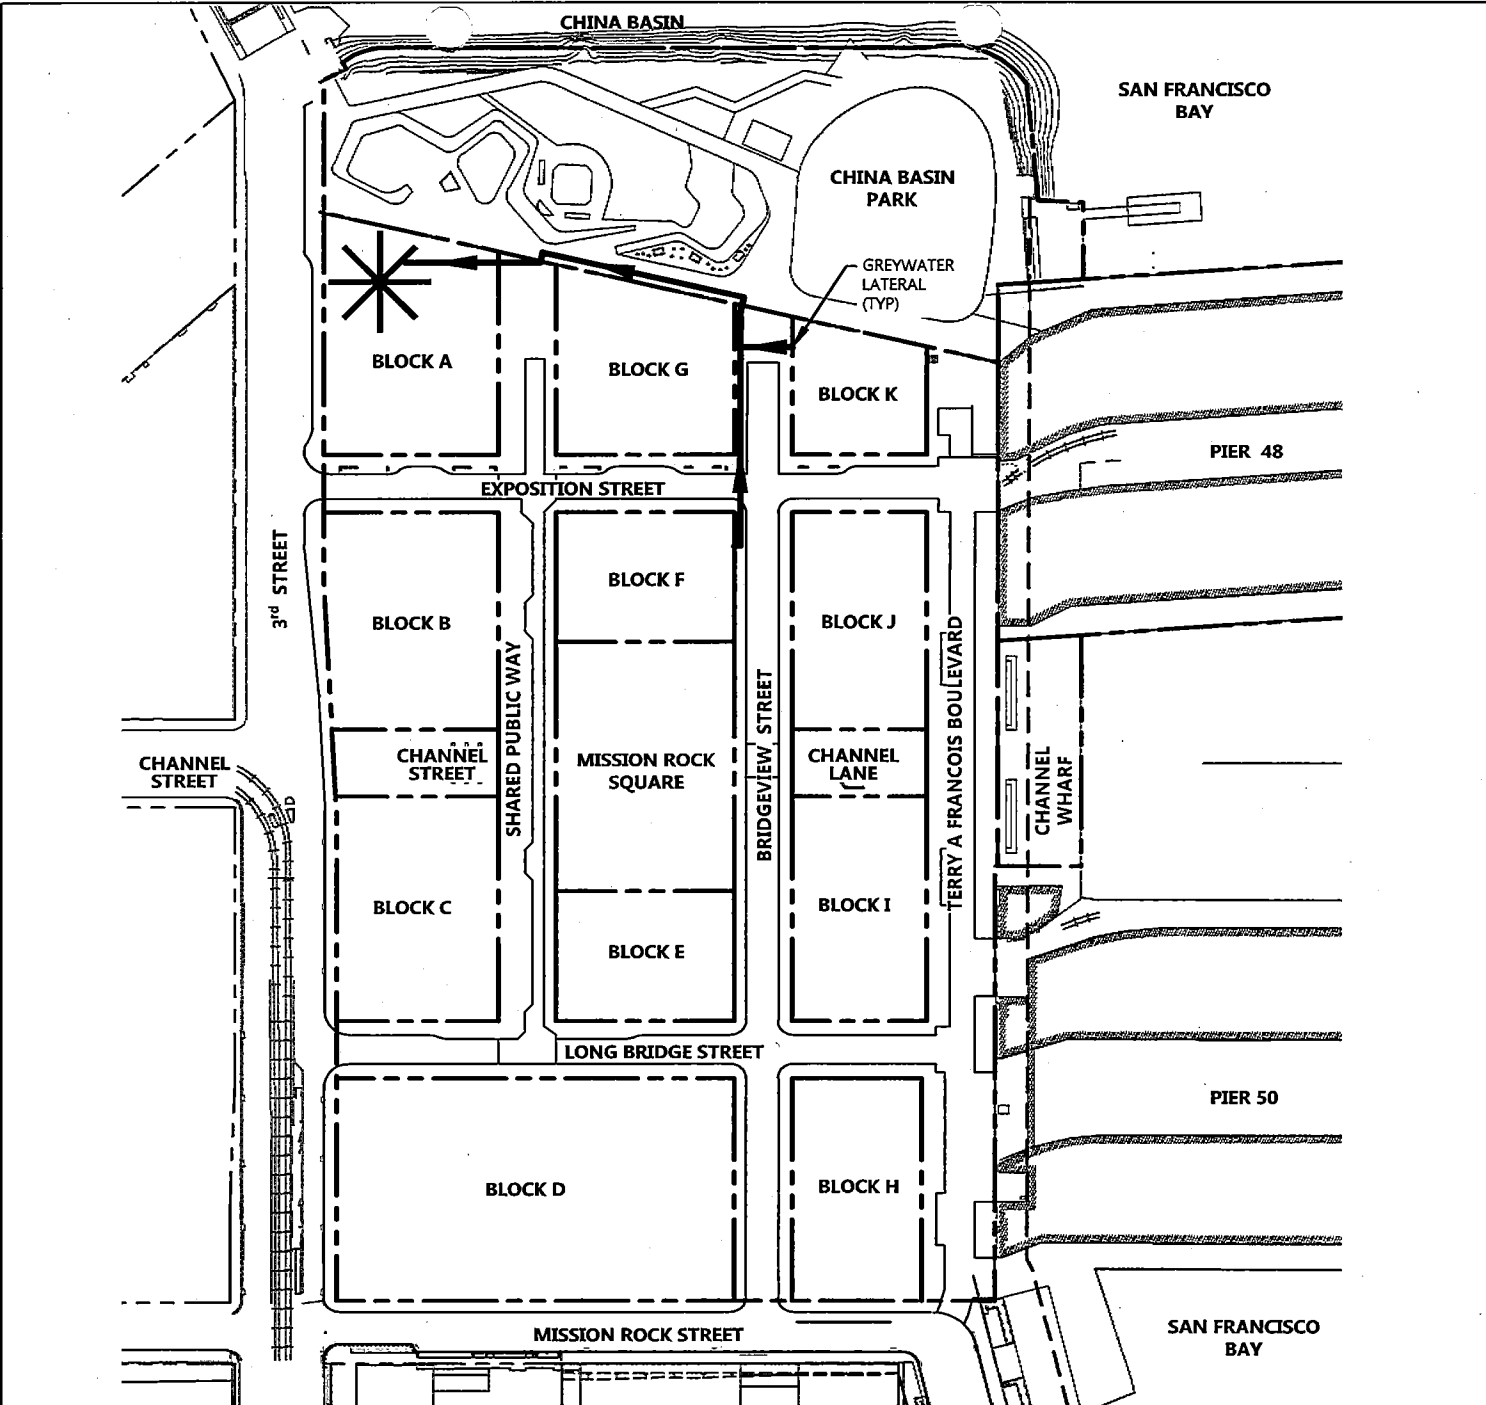 CHINA BASIN
SAN FRANCISCO
BAY
CHINA BASIN
PARK
GREYWATER
LATERAL
(TYP)
BLOCK A
BLOCK G
BLOCK K
PIER 48
EXPOSITION STREET
3rd STREET
BLOCK F
BLOCK B
BLOCK J
SHARED PUBLIC WAY
BRIDGEVIEW STREET
TERRY A FRANCOIS BOULEVARD
CHANNEL
STREET
CHANNEL
STREET
MISSION ROCK
SQUARE
CHANNEL
LANE
CHANNEL
WHARF
BLOCK C
BLOCK I
BLOCK E
LONG BRIDGE STREET
PIER 50
BLOCK D
BLOCK H
MISSION ROCK STREET
SAN FRANCISCO
BAY